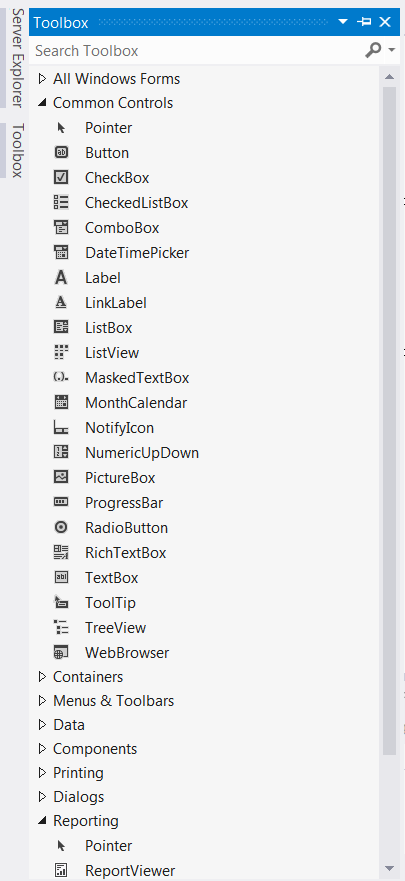 Server Explorer
Toolbox
Toolbox
Search Toolbox
All Windows Forms
Common Controls
Pointer
Button
CheckBox
CheckedListBox
ComboBox
DateTimePicker
Label
LinkLabel
ListBox
ListView
MaskedTextBox
MonthCalendar
NotifyIcon
NumericUpDown
PictureBox
ProgressBar
RadioButton
RichTextBox
TextBox
ToolTip
TreeView
WebBrowser
Containers
Menus & Toolbars
Data
Components
Printing
Dialogs
Reporting
Pointer
ReportViewer